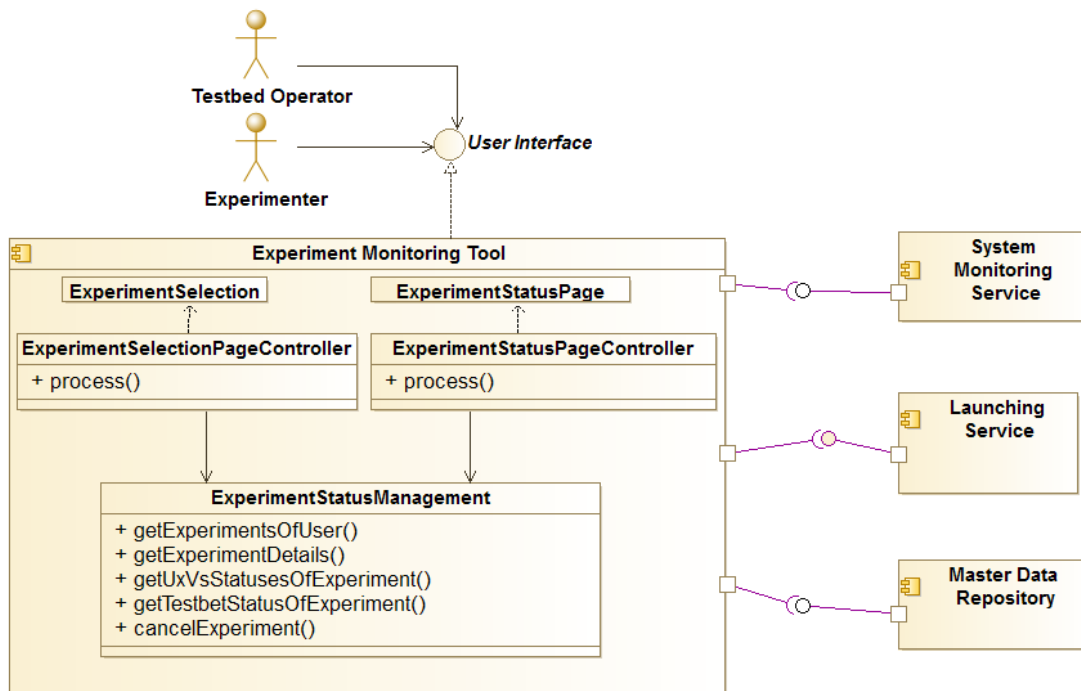 Testbed Operator
User Interface
Experimenter
Experiment Monitoring Tool
ExperimentSelection
ExperimentStatusPage
ExperimentSelectionPageController
+ process()
ExperimentStatusPageController
+ process()
ExperimentStatusManagement
+ getExperimentsOfUser()
+ getExperimentDetails()
+ getUxVsStatusesOfExperiment()
+ getTestbetStatusOfExperiment()
+ cancelExperiment()
System
Monitoring
Service
Launching
Service
Master Data
Repository